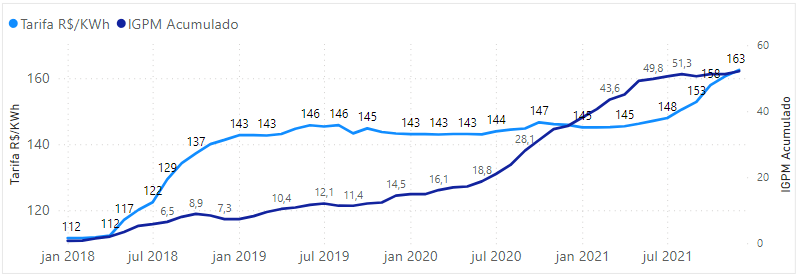 Tarifa R$/KWh IGPM Acumulado
60
163
49,8 51,3 158
160 43,6 153
40
146 146 147 148
143 143 145 144 145 145
137
140 28,1
129
122 18,8 20
117 14,5 16,1
120 112 112 10,4 12,1 11,4
6,5 8,9 7,3
0
jan 2018 jul 2018 jan 2019 jul 2019 jan 2020 jul 2020 jan 2021 jul 2021
Tarifa R$/KWh
IGPM Acumulado